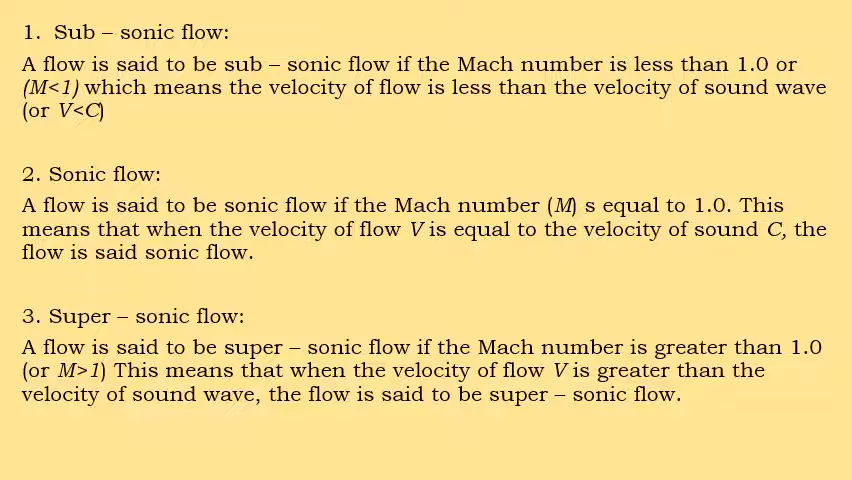 1.  Sub – sonic flow:
A flow is said to be sub – sonic flow if the Mach number is less than 1.0 or
(M<1) which means the velocity of flow is less than the velocity of sound wave
(or V<C)
2. Sonic flow:
A flow is said to be sonic flow if the Mach number (M) s equal to 1.0. This
means that when the velocity of flow V is equal to the velocity of sound C, the
flow is said sonic flow.
3. Super – sonic flow:
A flow is said to be super – sonic flow if the Mach number is greater than 1.0
(or M>1) This means that when the velocity of flow V is greater than the
velocity of sound wave, the flow is said to be super – sonic flow.